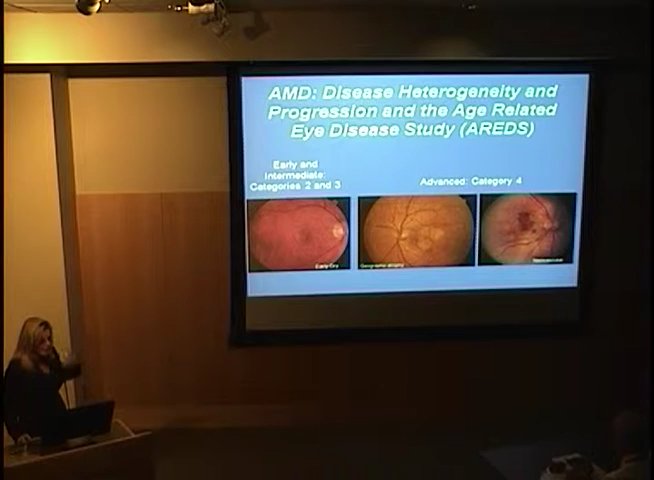 AMD: Disease Heterogeneity and
Progression and the Age Related
Eye Disease Study (AREDS)
Early and
Intermediate:
Categories 2 and 3
Advanced: Category 4
Early Dry
Geographic atrophy